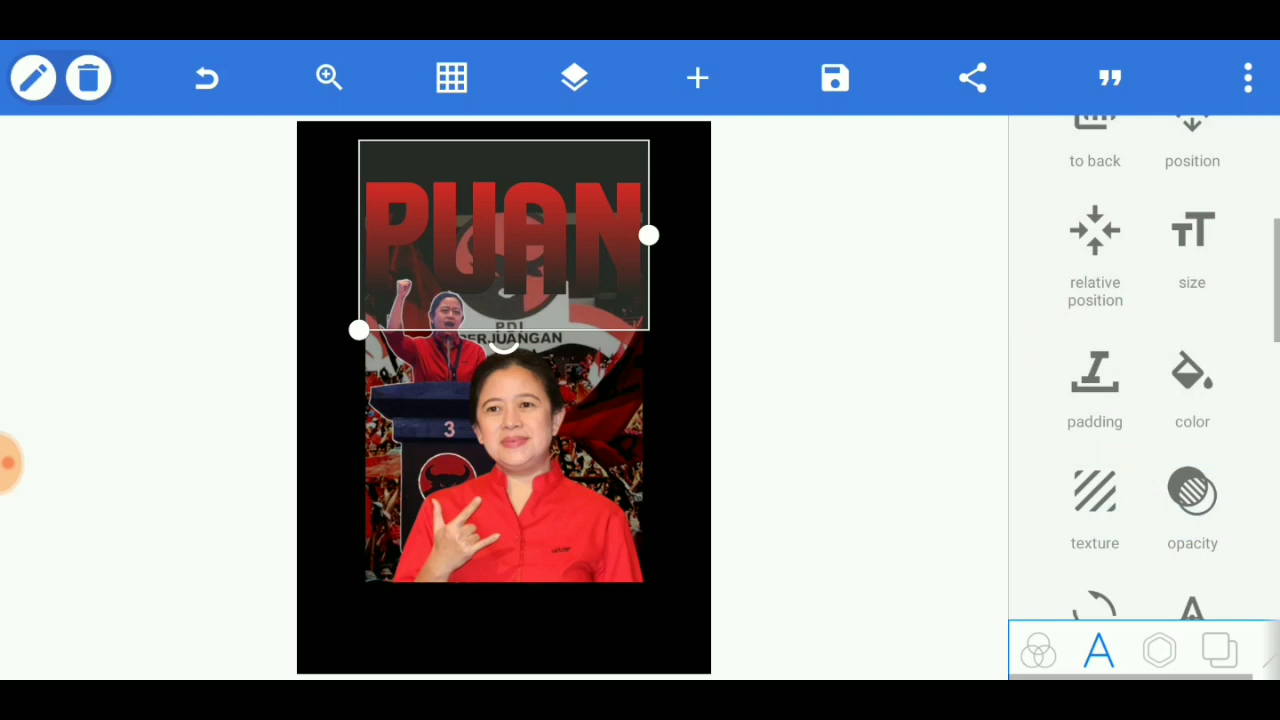 to back
position
PUAN
relative
position
size
PDI
PERJUANGAN
padding
color
3
texture
opacity